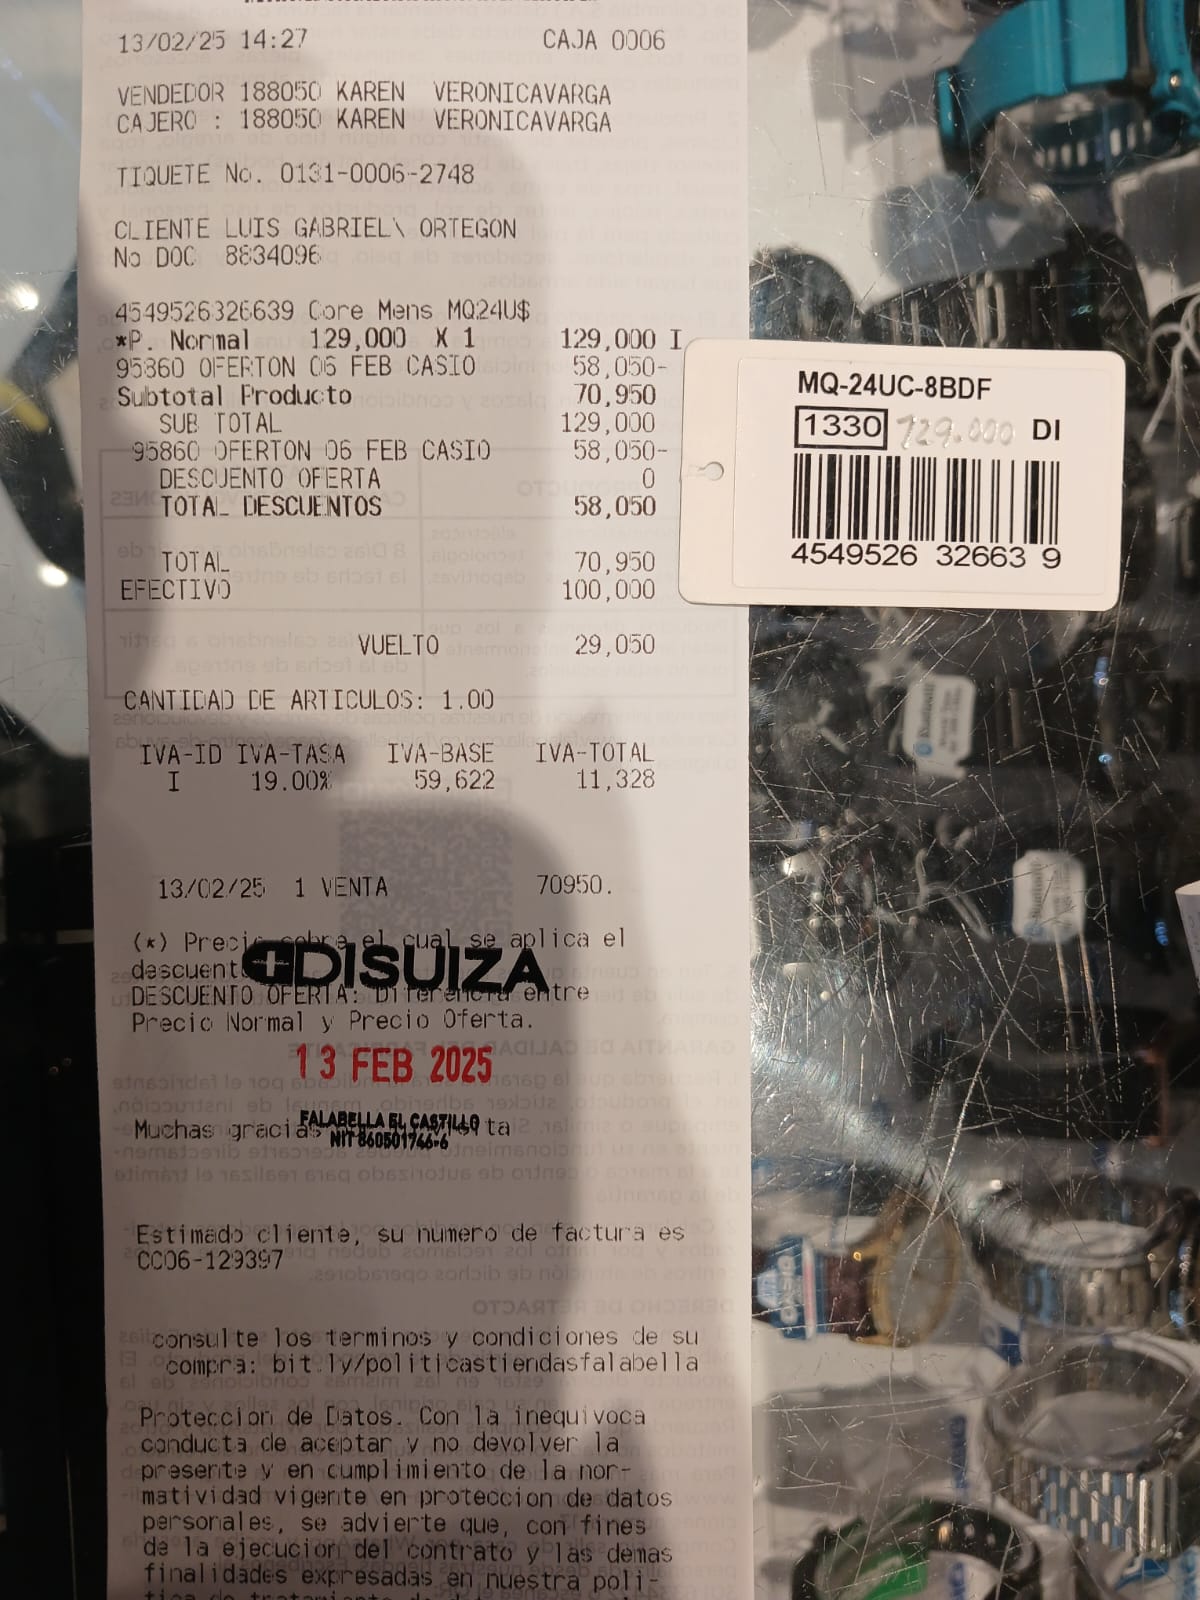 13/02/25 14:27 CAJA 0006
VENDEDOR 188050 KAREN VERONICAVARGA
CAJERO : 188050 KAREN VERONICAVARGA
TIQUETE No. 0131-0006-2748
CLIENTE LUIS GABRIEL\ ORTEGON
No DOC 8834096
4549526326639 Core Mens MQ24U$
*P. Normal 129,000 X 1 129,000 I
95860 OFERTON 06 FEB CASIO 58,050-
Subtotal Producto 70,950
SUB TOTAL 129,000
95860 OFERTON 06 FEB CASIO 58,050-
DESCUENTO OFERTA 0
TOTAL DESCUENTOS 58,050
TOTAL 70,950
EFECTIVO 100,000
VUELTO 29,050
CANTIDAD DE ARTICULOS: 1.00
IVA-ID IVA-TASA IVA-BASE IVA-TOTAL
I 19.00% 59,622 11,328
13/02/25 1 VENTA 70950.
(*) Precio sobre el cual se aplica el
descuent
DISUIZA
DESCUENTO OFERTA: Diferencia entre
Precio Normal y Precio Oferta.
13 FEB 2025
FALABELLA EL CASTILLO
NIT 860501746-6
Muchas gracias
Estimado cliente, su numero de factura es
CC06-129397
consulte los terminos y condiciones de su
compra: bit.ly/politicastiendasfalabella
Proteccion de Datos. Con la inequivoca
conducta de aceptar y no devolver la
presente y en cumplimiento de la nor-
matividad vigente en proteccion de datos
personales, se advierte que, con fines
de la ejecucion del contrato y las demas
finalidades expresadas en nuestra poli-
MQ-24UC-8BDF
1330 129.000 DI
4549526 32663 9